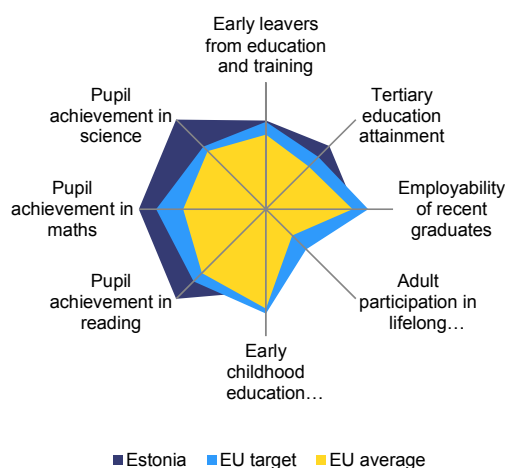 Early leavers
from education
and training
Tertiary
education
attainment
Employability
of recent
graduates
Adult
participation in
lifelong…
Early
childhood
education…
Pupil
achievement in
reading
Pupil
achievement in
maths
Pupil
achievement in
science
Estonia
EU target
EU average